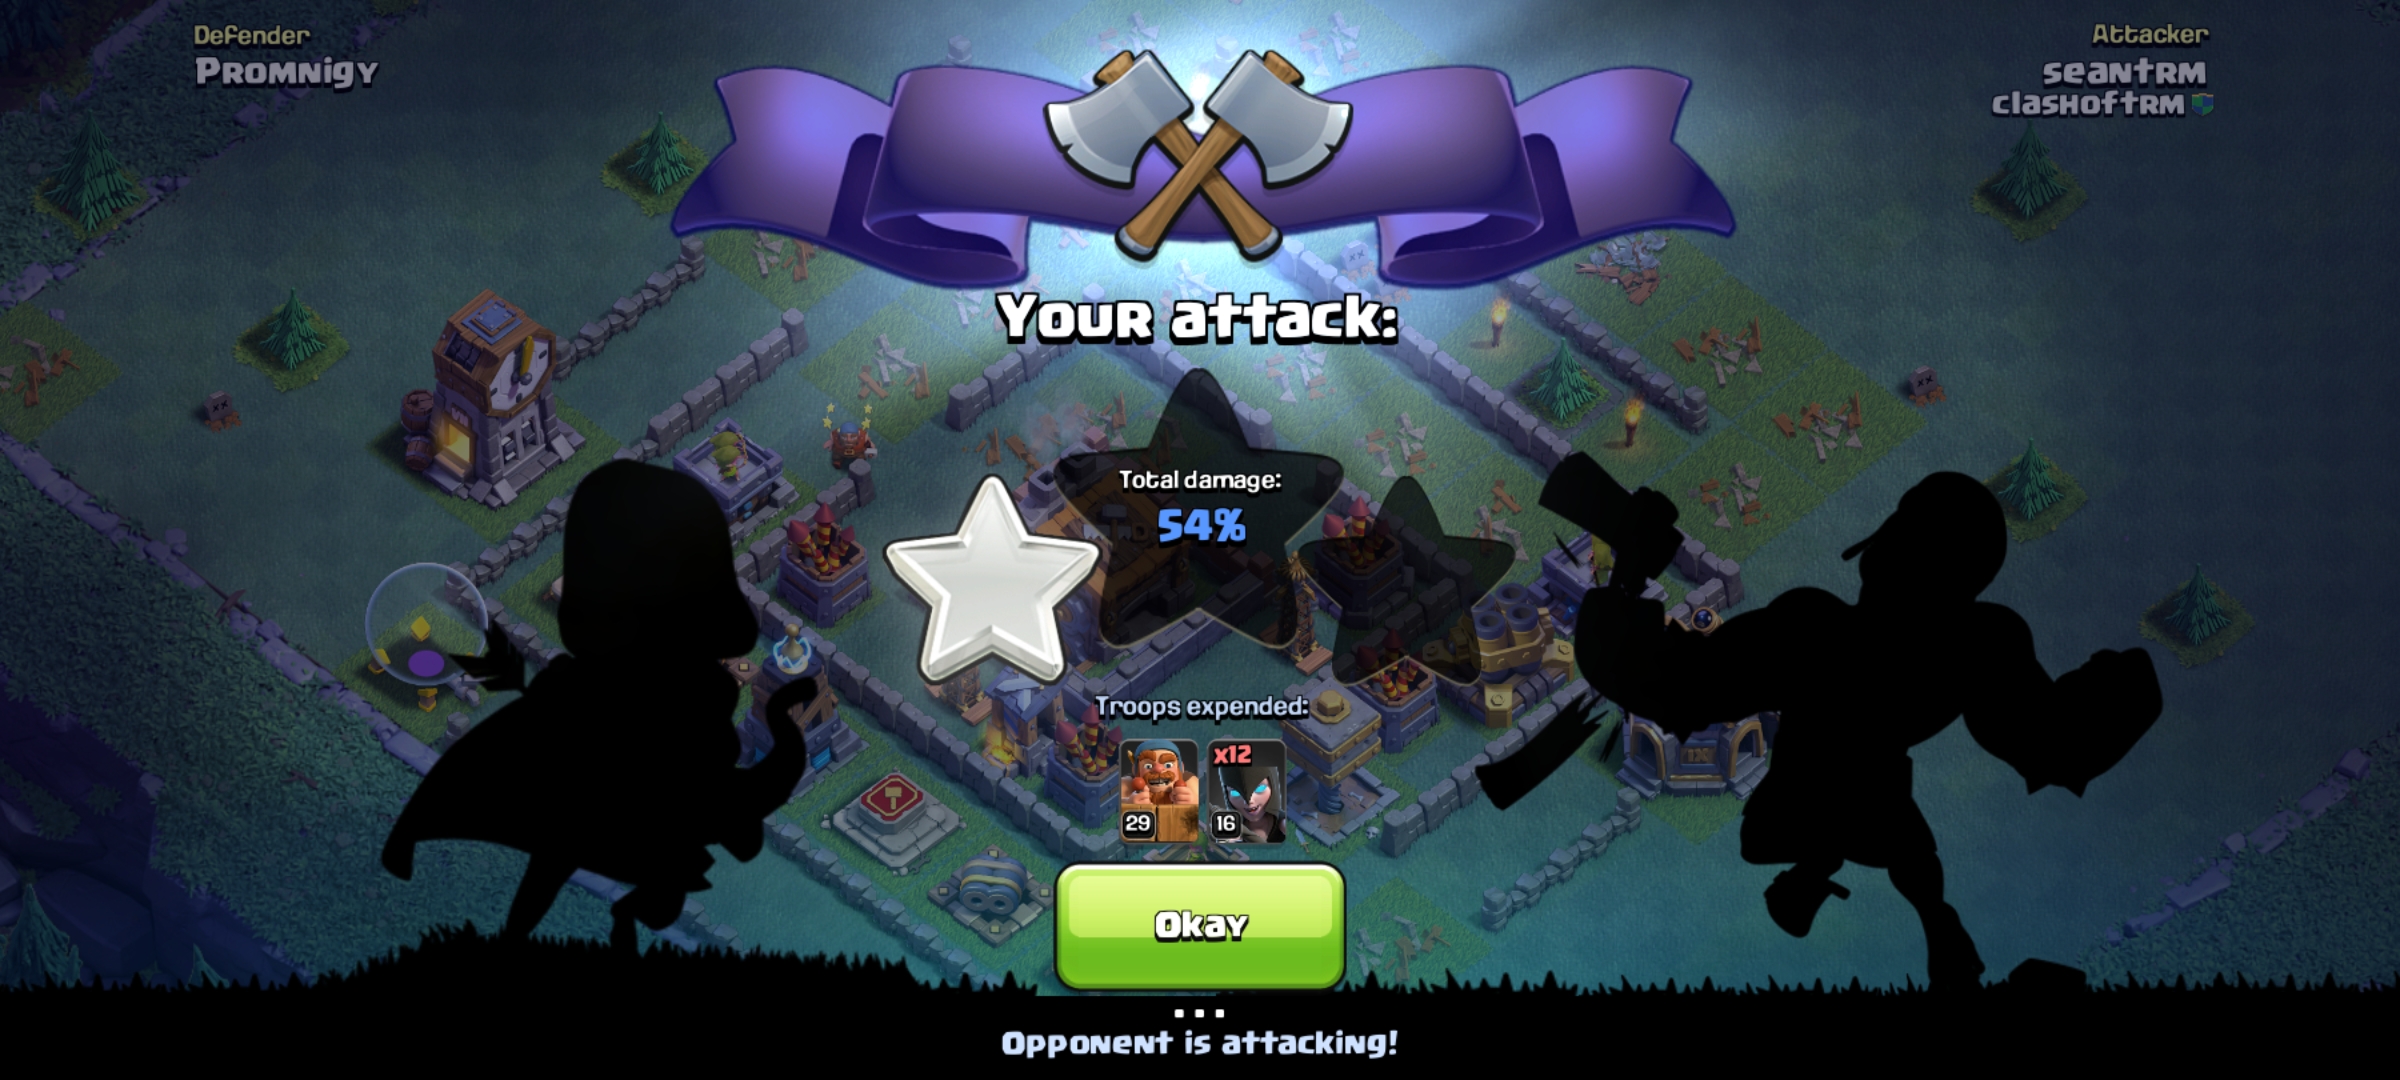 Defender
Promnigy
Attacker
seantrm
clashoftrm
Your attack:
Total damage:
54%
Troops expended:
x12
29
16
Okay
...
Opponent is attacking!